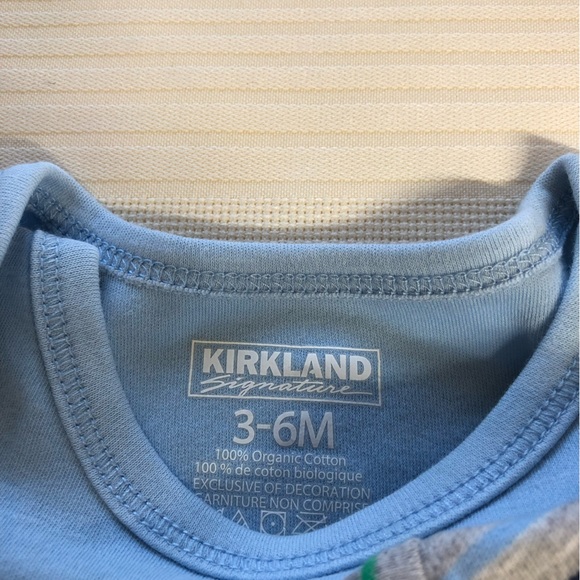 KIRKLAND
Signature
3-6M
100% Organic Cotton
100 % de coton biologique
EXCLUSIVE OF DECORATION
GARNITURE NON COMPRISE